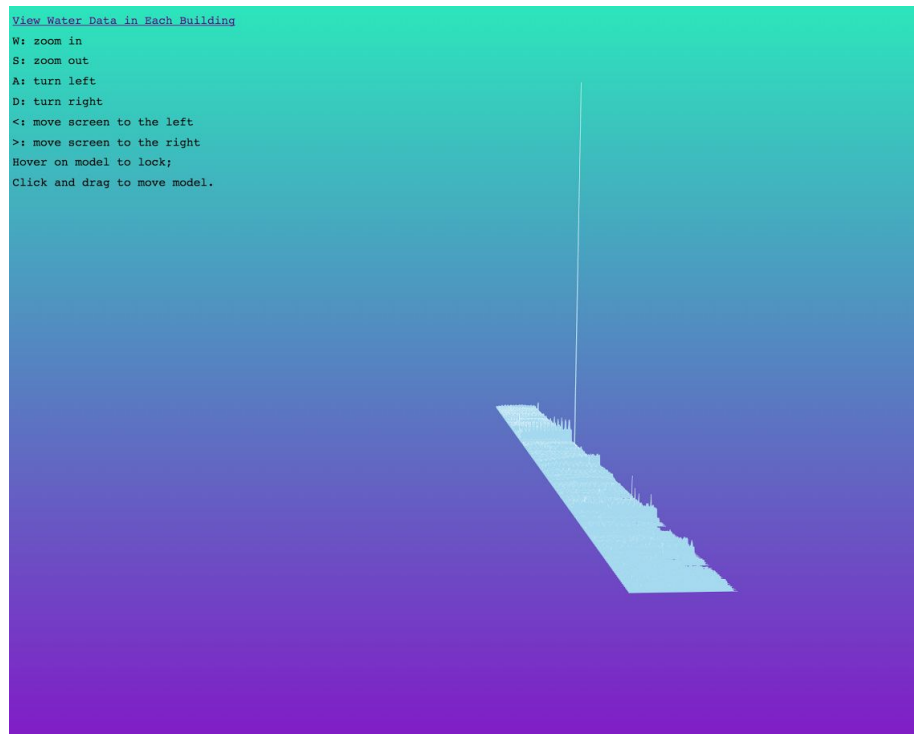 View Water Data in Each Building
W: zoom in
S: zoom out
A: turn left
D: turn right
<: move screen to the left
>: move screen to the right
Hover on model to lock;
Click and drag to move model.